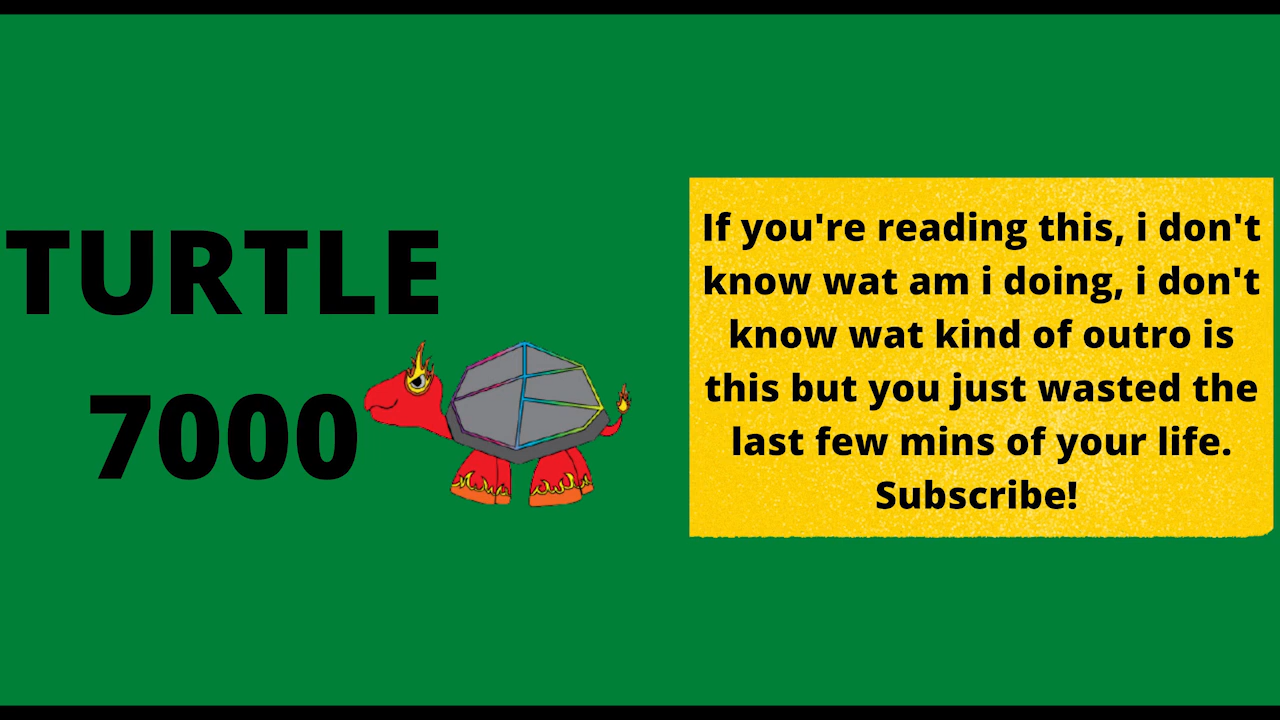 TURTLE
7000
If you're reading this, i don't
know wat am i doing, i don't
know wat kind of outro is
this but you just wasted the
last few mins of your life.
Subscribe!